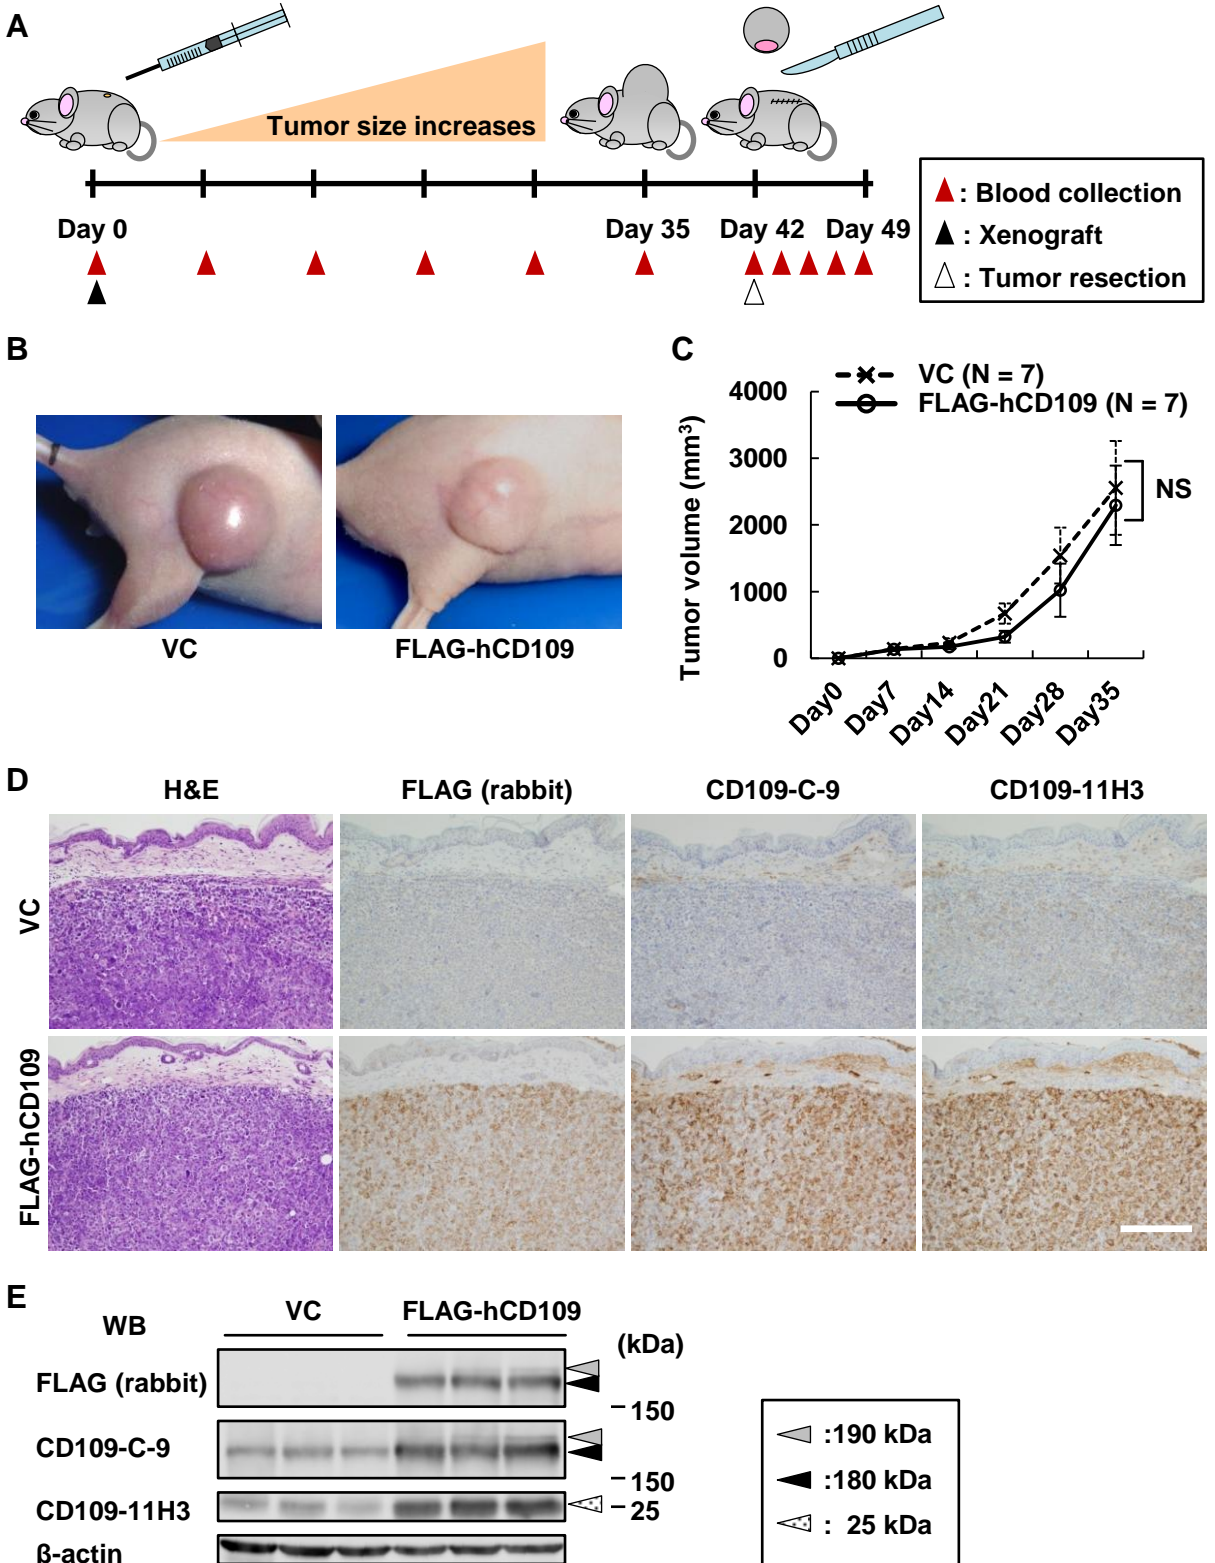 A
Tumor size increases
Day 0
Day 35
Day 42
Day 49
: Blood collection
: Xenograft
: Tumor resection
B
VC
FLAG-hCD109
C
VC (N = 7)
FLAG-hCD109 (N = 7)
Tumor volume (mm³)
4000
3000
2000
1000
0
NS
Day0
Day7
Day14
Day21
Day28
Day35
D
H&E
FLAG (rabbit)
CD109-C-9
CD109-11H3
VC
FLAG-hCD109
E
WB
VC
FLAG-hCD109
(kDa)
FLAG (rabbit)
150
CD109-C-9
150
CD109-11H3
25
ß-actin
:190 kDa
:180 kDa
: 25 kDa